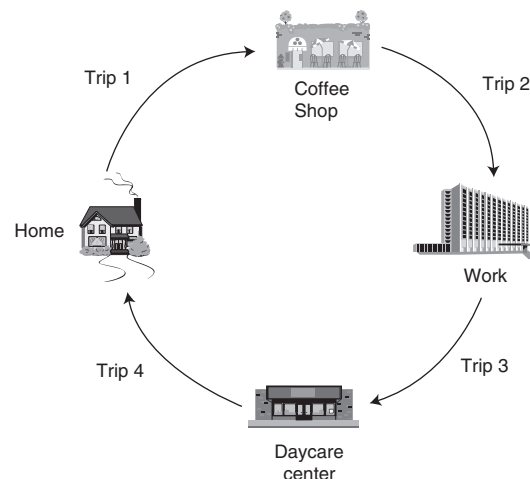 Trip 1
Coffee
Shop
Trip 2
Home
Work
Trip 4
Trip 3
Daycare
center